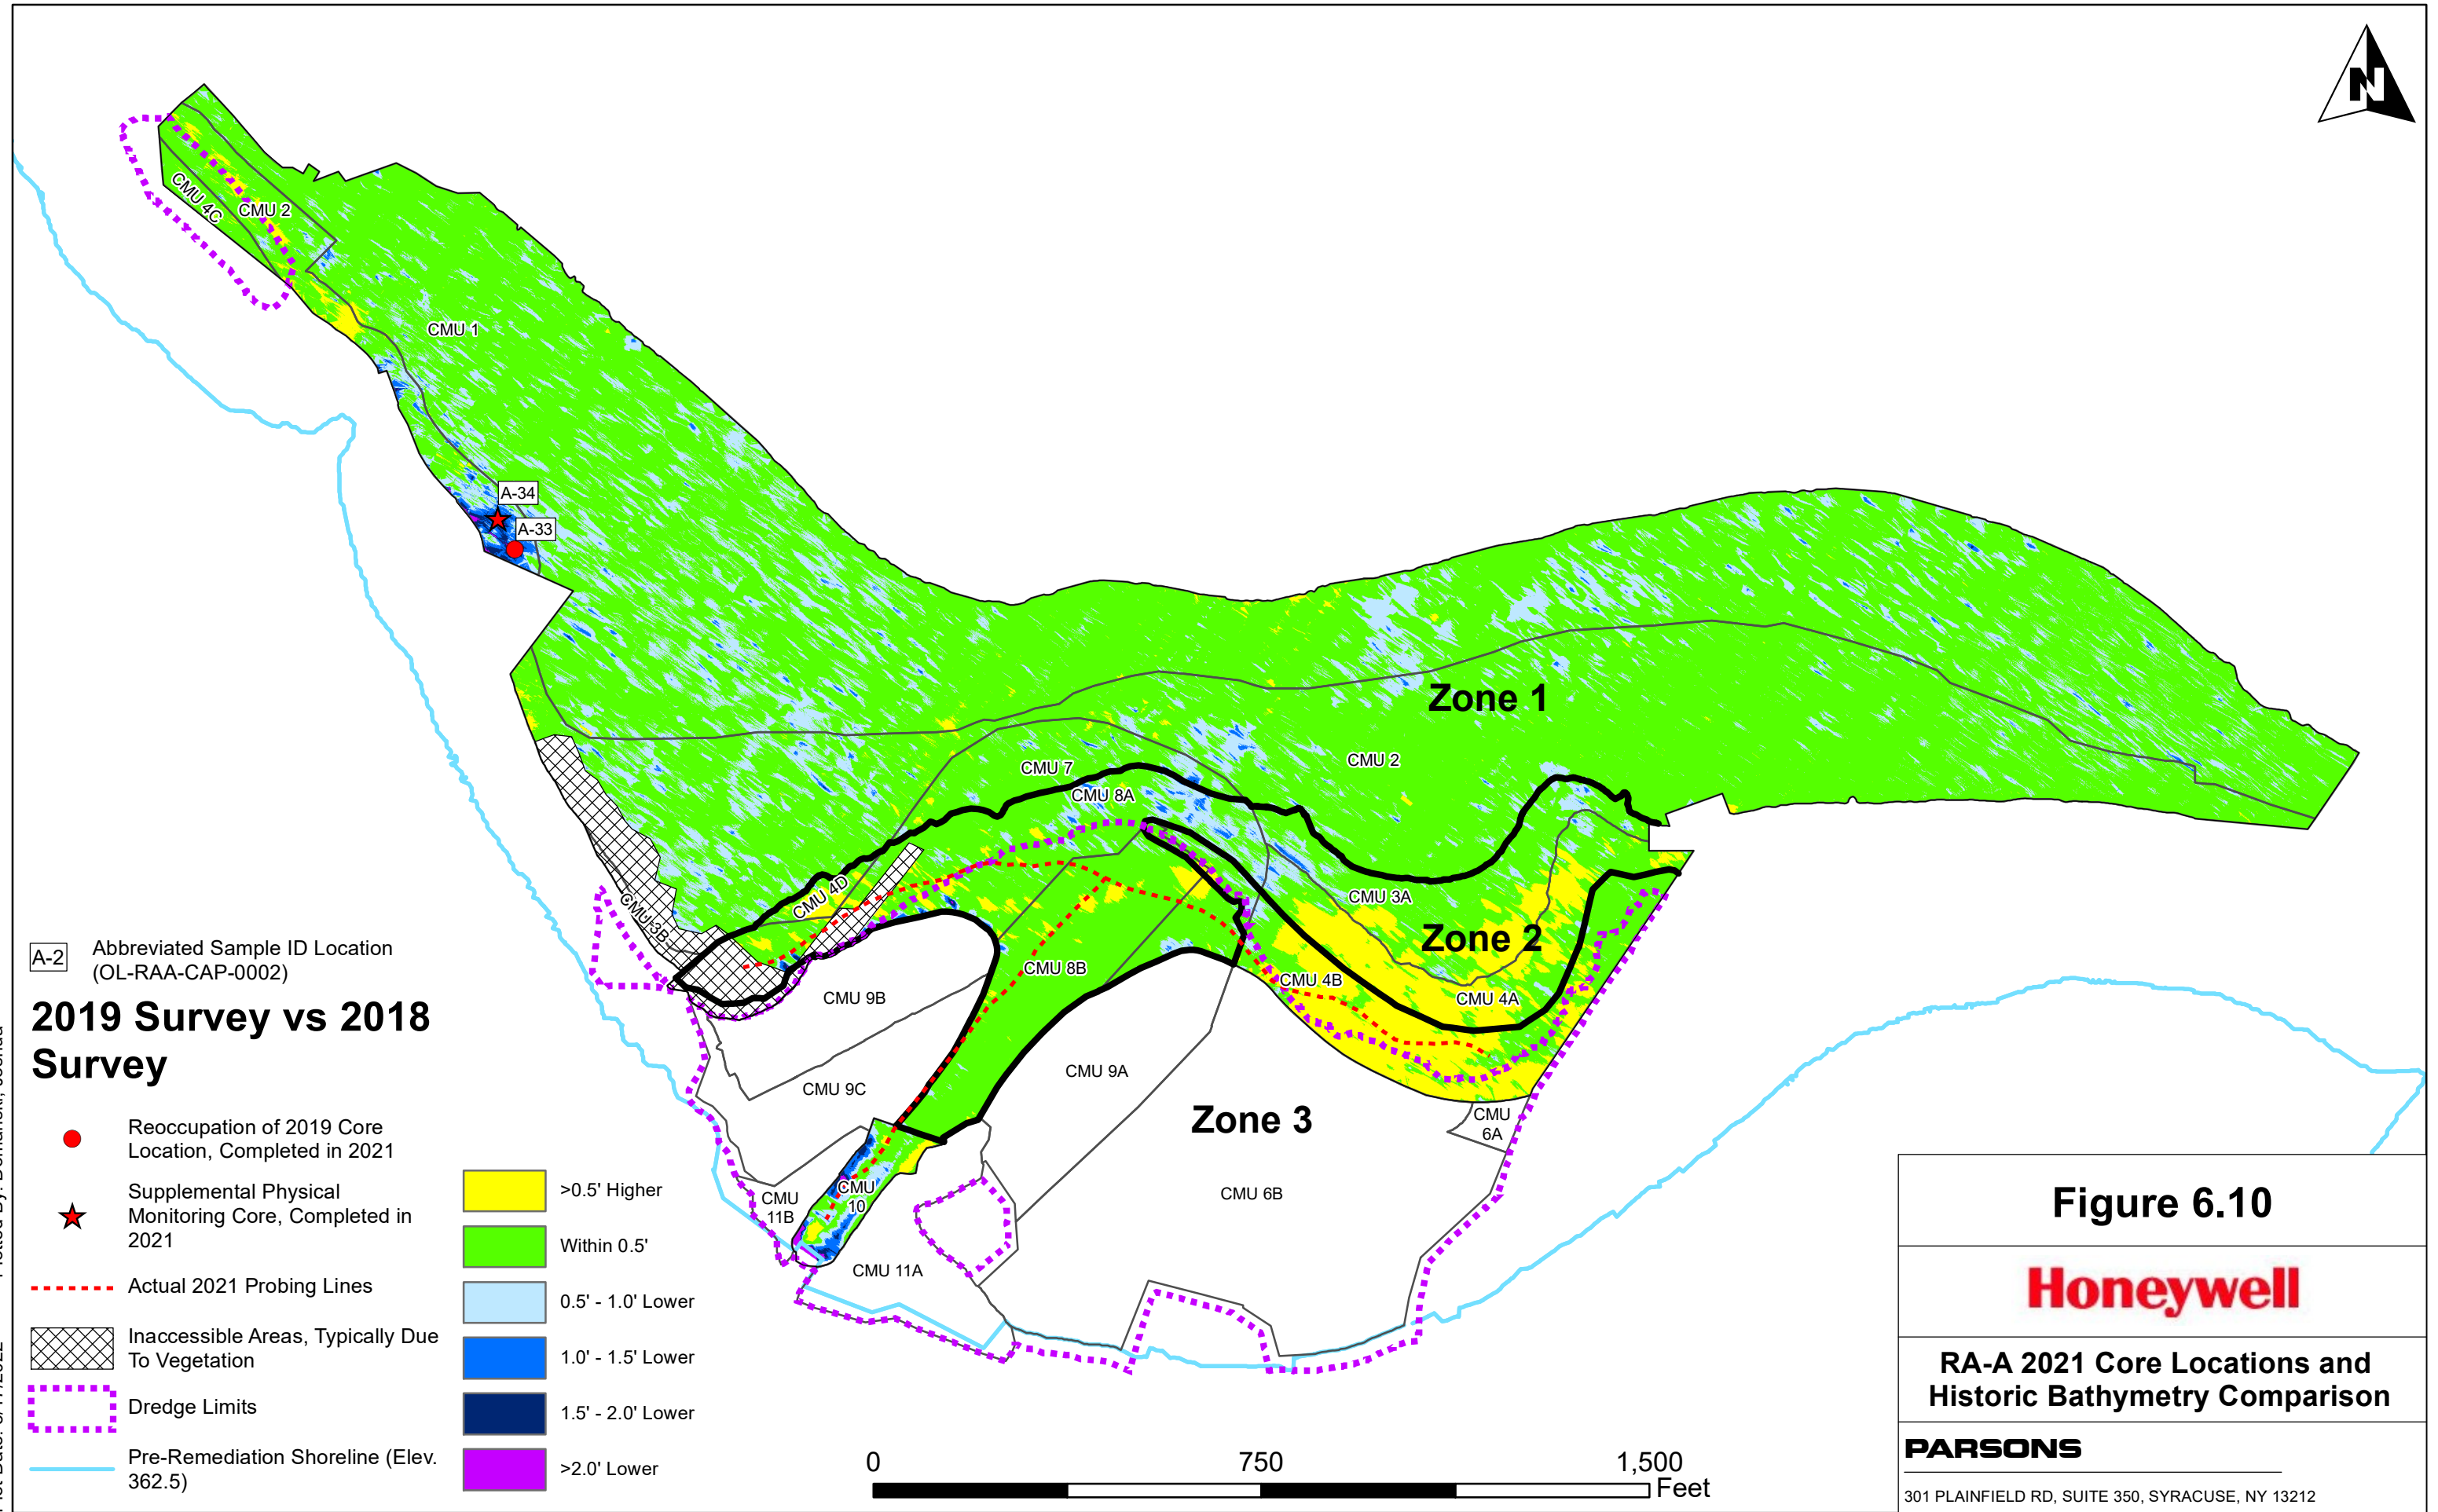 N
CMU 4C
CMU 2
CMU 1
A-34
A-33
Zone 1
CMU 2
CMU 7
CMU 8A
CMU 4D
CMU 3A
CMU 3B
Zone 2
CMU 8B
CMU 4B
CMU 4A
CMU 9B
CMU 9C
CMU 9A
Zone 3
CMU
6A
CMU
10
CMU
11B
CMU 6B
CMU 11A
A-2
Abbreviated Sample ID Location
(OL-RAA-CAP-0002)
2019 Survey vs 2018
Survey
Reoccupation of 2019 Core
Location, Completed in 2021
Supplemental Physical
Monitoring Core, Completed in
2021
Actual 2021 Probing Lines
Inaccessible Areas, Typically Due
To Vegetation
Dredge Limits
Pre-Remediation Shoreline (Elev.
362.5)
>0.5' Higher
Within 0.5'
0.5' - 1.0' Lower
1.0' - 1.5' Lower
1.5' - 2.0' Lower
>2.0' Lower
0 750 1,500
Feet
Figure 6.10
Honeywell
RA-A 2021 Core Locations and
Historic Bathymetry Comparison
PARSONS
301 PLAINFIELD RD, SUITE 350, SYRACUSE, NY 13212